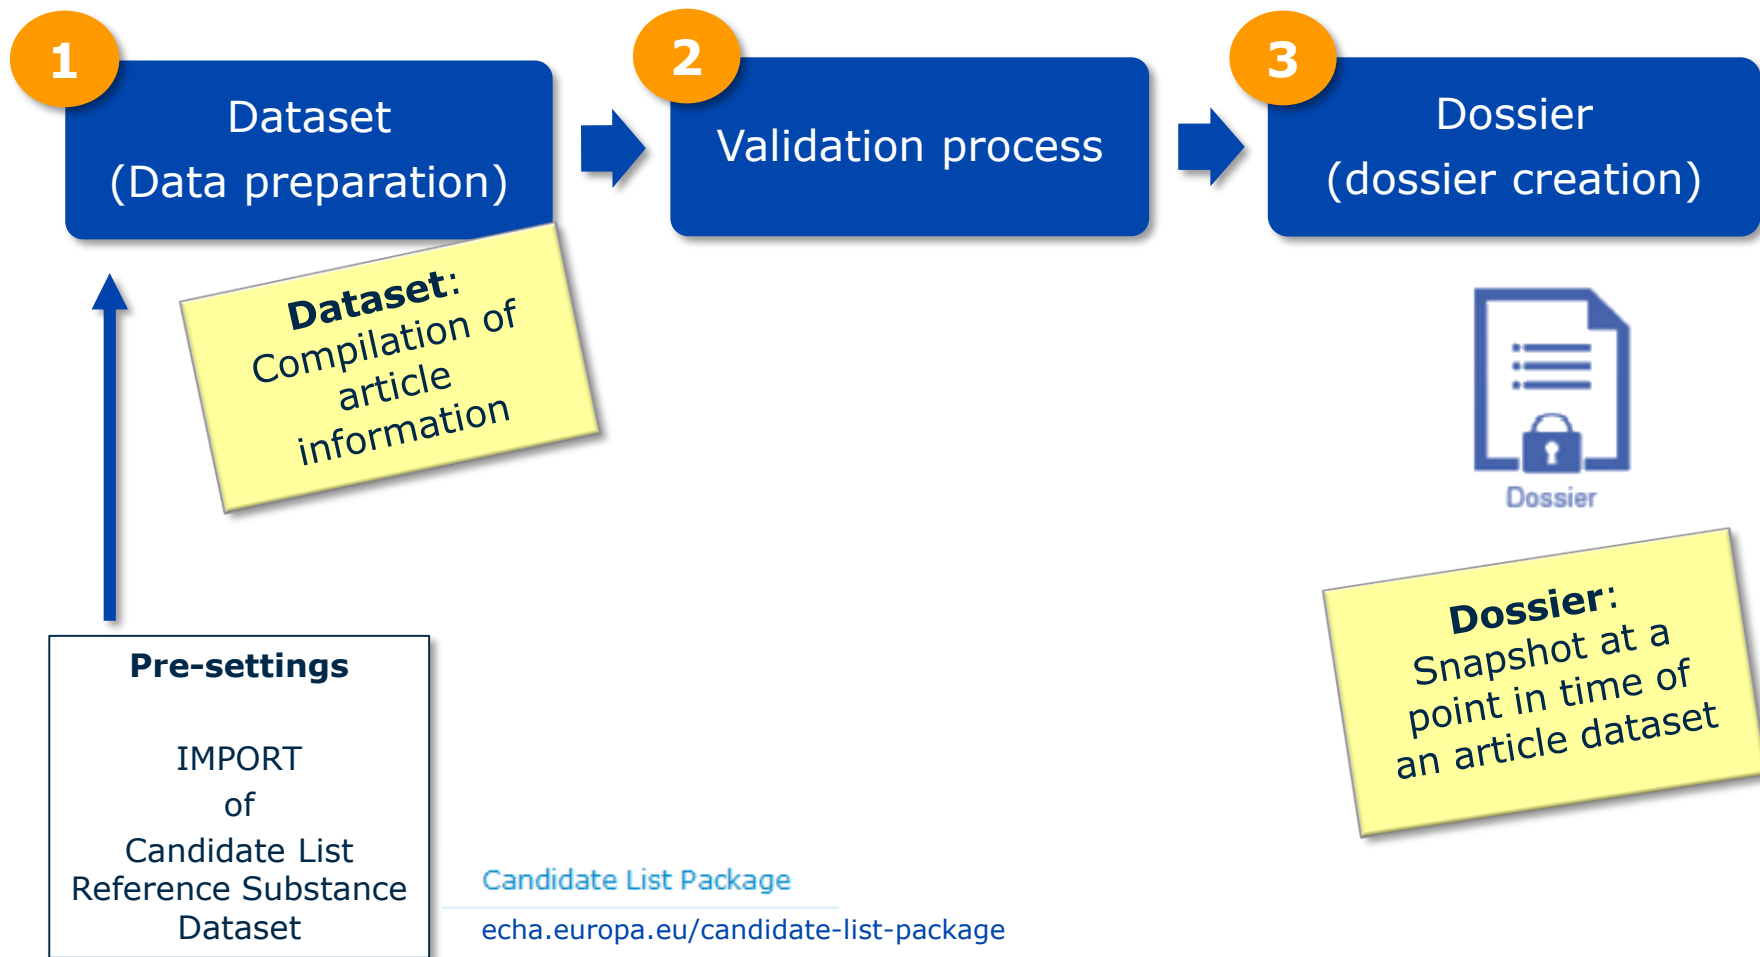 1
Dataset
(Data preparation)
2
Validation process
3
Dossier
(dossier creation)
Dataset:
Compilation of
article
information
Dossier
Dossier:
Snapshot at a
point in time of
an article dataset
Pre-settings
IMPORT
of
Candidate List
Reference Substance
Dataset
Candidate List Package
echa.europa.eu/candidate-list-package